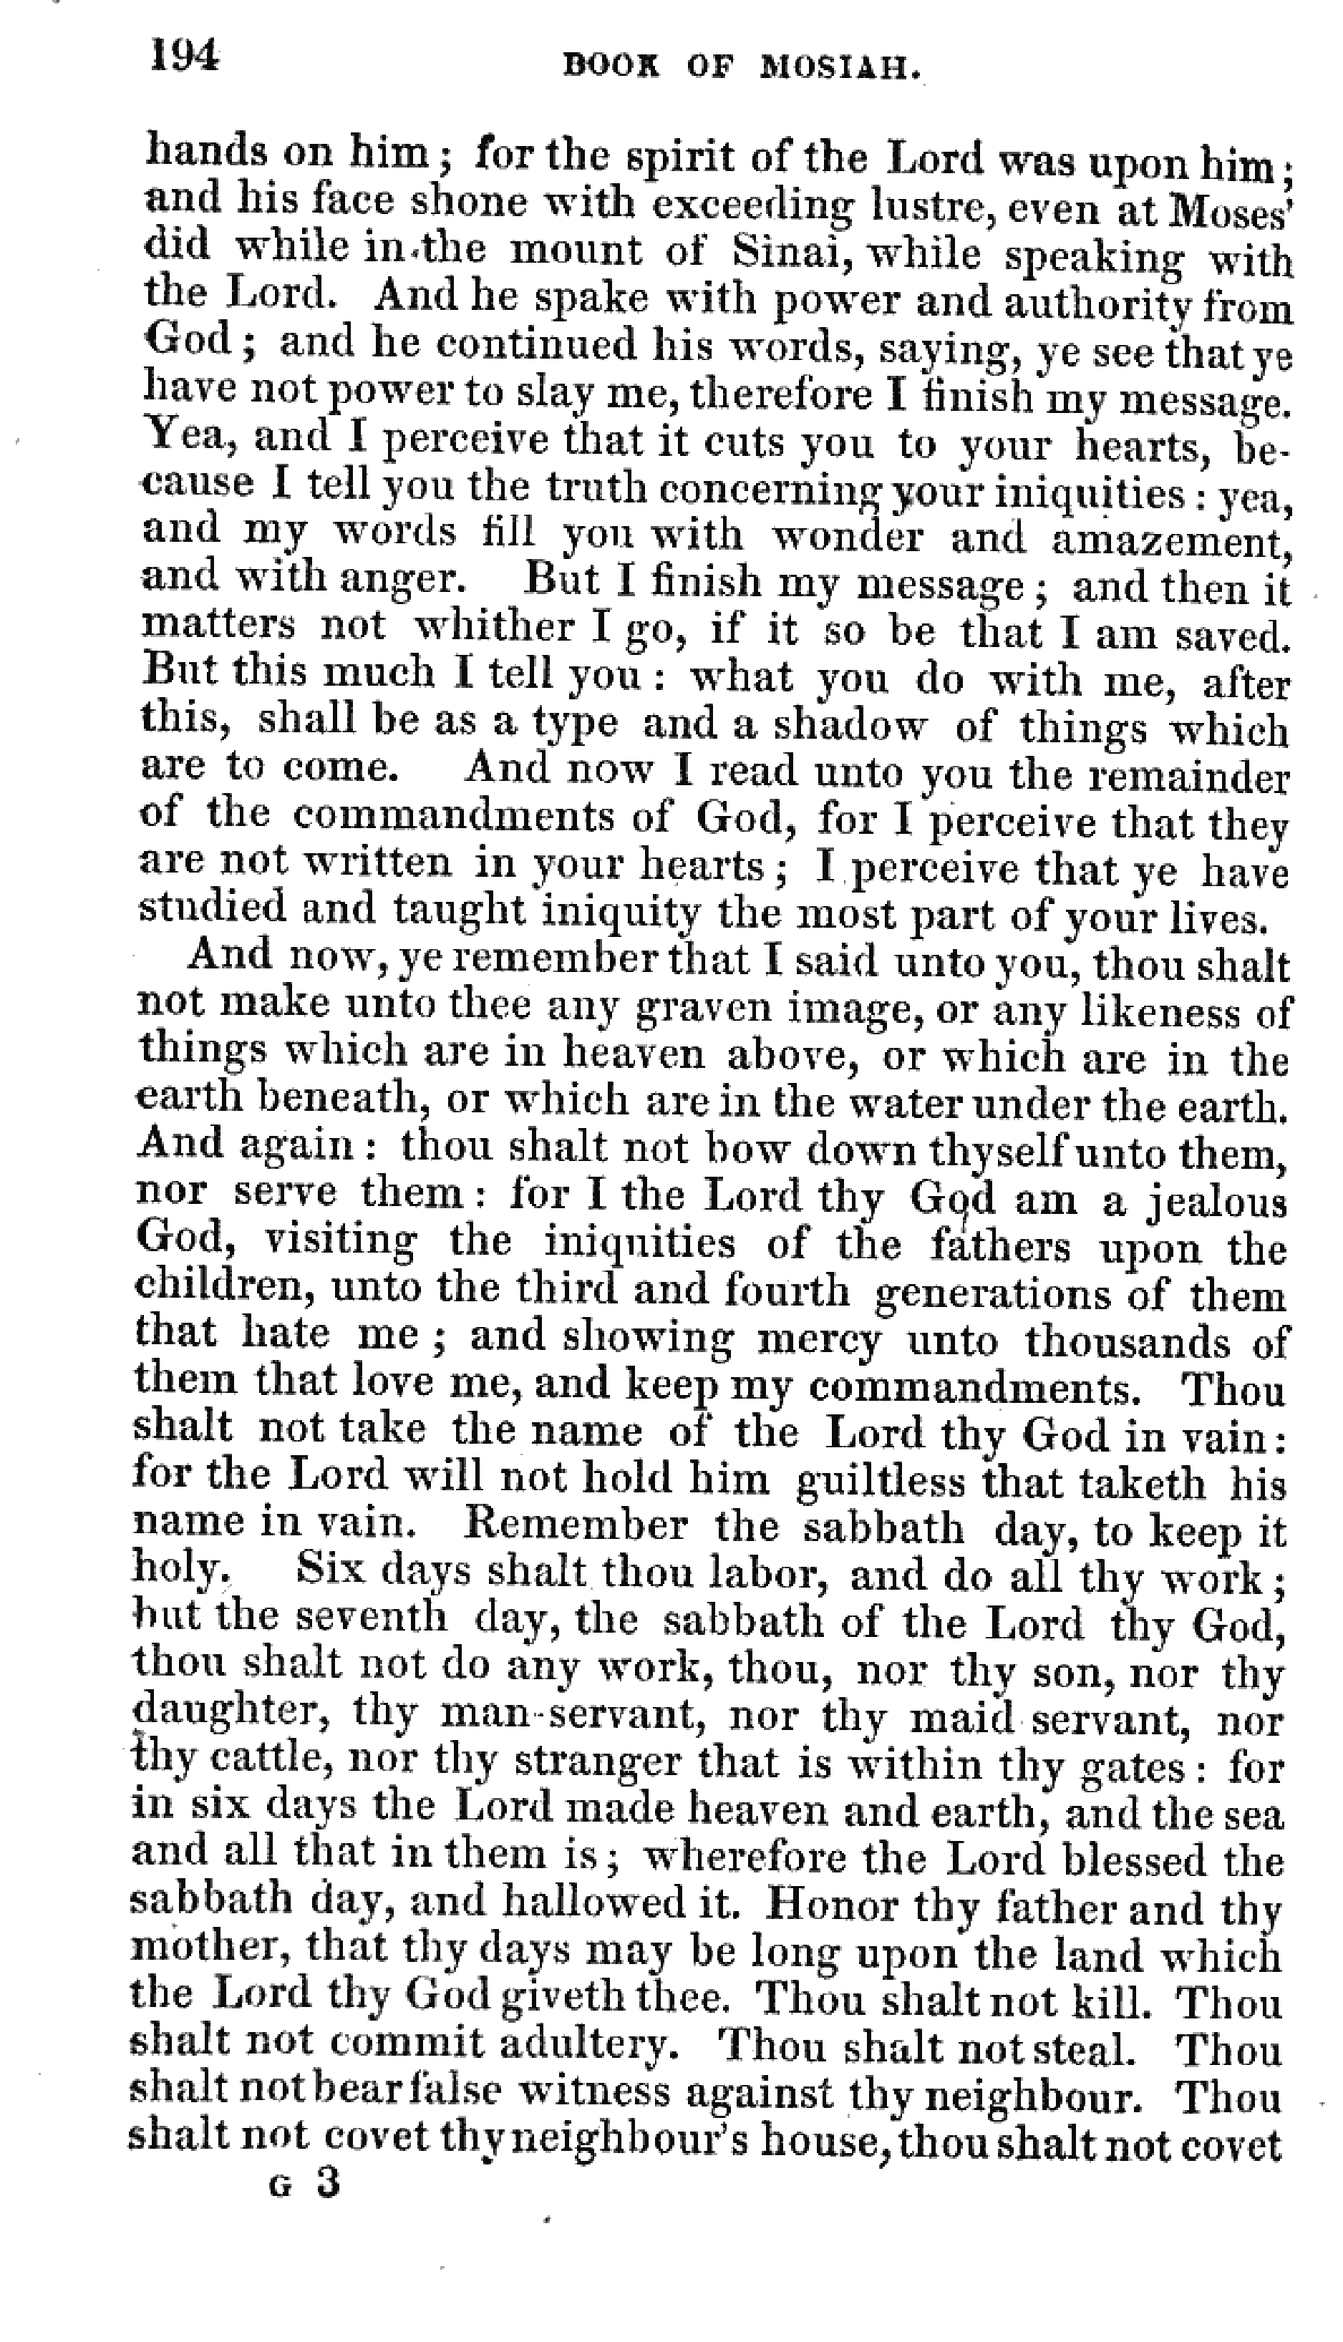 194 BOOK OF MOSIAH.
hands on him; for the spirit of the Lord was upon him;
and his face shone with exceeding lustre, even at Moses'
did while in the mount of Sinai, while speaking with
the Lord. And he spake with power and authority from
God; and he continued his words, saying, ye see that ye
have not power to slay me, therefore I finish my message.
Yea, and I perceive that it cuts you to your hearts, be-
cause I tell you the truth concerning your iniquities: yea,
and my words fill you with wonder and amazement,
and with anger. But I finish my message; and then it
matters not whither I go, if it so be that I am saved.
But this much I tell you: what you do with me, after
this, shall be as a type and a shadow of things which
are to come. And now I read unto you the remainder
of the commandments of God, for I perceive that they
are not written in your hearts; I perceive that ye have
studied and taught iniquity the most part of your lives.
And now, ye remember that I said unto you, thou shalt
not make unto thee any graven image, or any likeness of
things which are in heaven above, or which are in the
earth beneath, or which are in the water under the earth.
And again: thou shalt not bow down thyself unto them,
nor serve them: for I the Lord thy God am a jealous
God, visiting the iniquities of the fathers upon the
children, unto the third and fourth generations of them
that hate me; and showing mercy unto thousands of
them that love me, and keep my commandments. Thou
shalt not take the name of the Lord thy God in vain:
for the Lord will not hold him guiltless that taketh his
name in vain. Remember the sabbath day, to keep it
holy. Six days shalt thou labor, and do all thy work;
but the seventh day, the sabbath of the Lord thy God,
thou shalt not do any work, thou, nor thy son, nor thy
daughter, thy man-servant, nor thy maid servant, nor
thy cattle, nor thy stranger that is within thy gates: for
in six days the Lord made heaven and earth, and the sea
and all that in them is; wherefore the Lord blessed the
sabbath day, and hallowed it. Honor thy father and thy
mother, that thy days may be long upon the land which
the Lord thy God giveth thee. Thou shalt not kill. Thou
shalt not commit adultery. Thou shalt not steal. Thou
shalt not bear false witness against thy neighbour. Thou
shalt not covet thy neighbour's house, thou shalt not covet
G 3